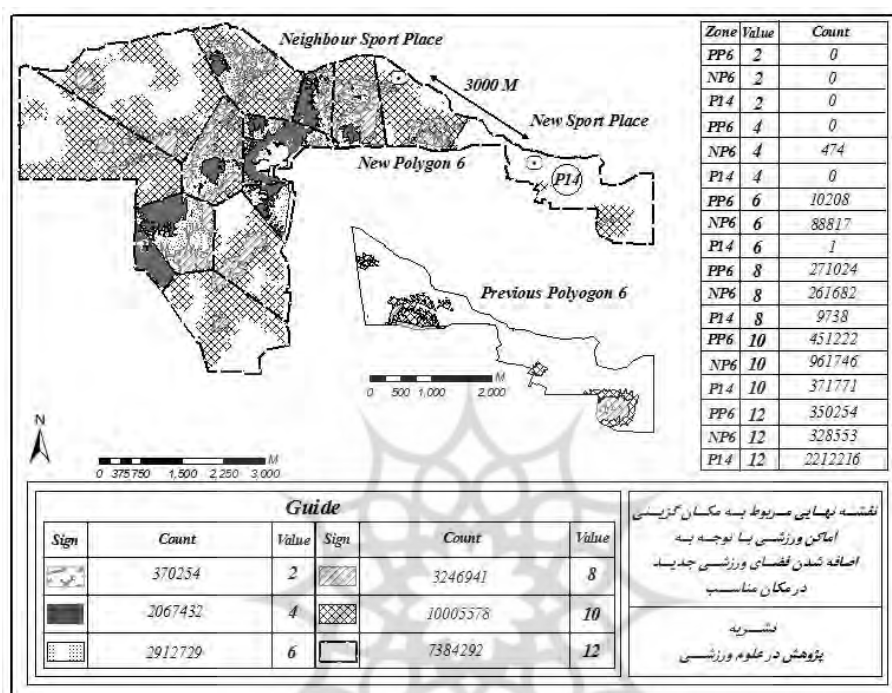 Neighbour Sport Place
3000 M
New Sport Place
New Polygon 6
P14
Previous Polyogon 6
M
0 500 1,000 2,000
N
M
0 375 750 1,500 2,250 3,000
Zone Value Count
PP6 2 0
NP6 2 0
P14 2 0
PP6 4 0
NP6 4 474
P14 4 0
PP6 6 10208
NP6 6 88817
P14 6 1
PP6 8 271024
NP6 8 261682
P14 8 9738
PP6 10 451222
NP6 10 961746
P14 10 371771
PP6 12 350254
NP6 12 328553
P14 12 2212216
Guide
Sign Count Value Sign Count Value
370254 2 3246941 8
2067432 4 10005578 10
2912729 6 7384292 12
نقشه نهایی مربوط به مکان گزینی
اماکن ورزشی با توجه به
اضافه شدن فضای ورزشی جدید
در مکان مناسب
نشریه
پژوهش در علوم ورزشی